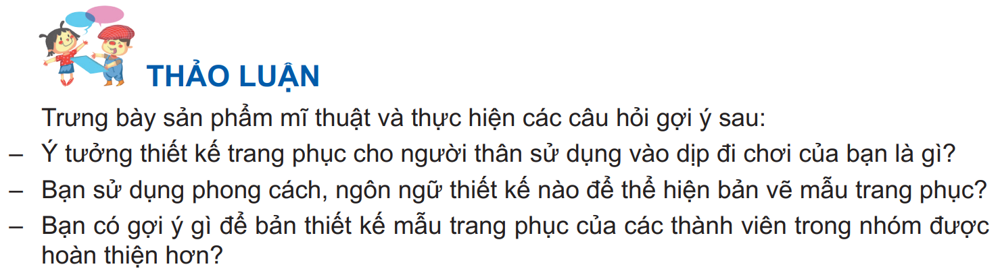 THẢO LUẬN
Trưng bày sản phẩm mĩ thuật và thực hiện các câu hỏi gợi ý sau:
– Ý tưởng thiết kế trang phục cho người thân sử dụng vào dịp đi chơi của bạn là gì?
– Bạn sử dụng phong cách, ngôn ngữ thiết kế nào để thể hiện bản vẽ mẫu trang phục?
– Bạn có gợi ý gì để bản thiết kế mẫu trang phục của các thành viên trong nhóm được
hoàn thiện hơn?